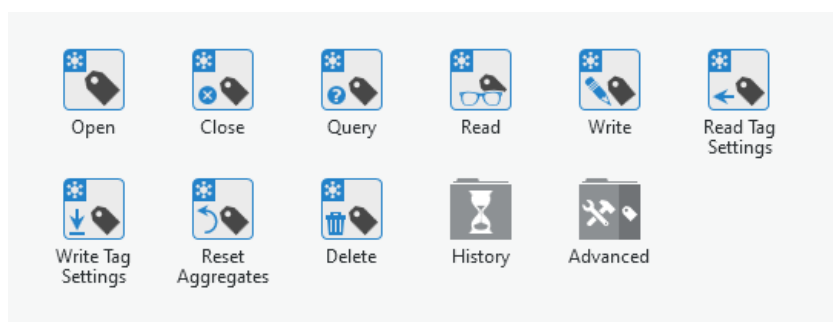 Open
Close
Query
Read
Write
Read Tag
Settings
Write Tag
Settings
Reset
Aggregates
Delete
History
Advanced